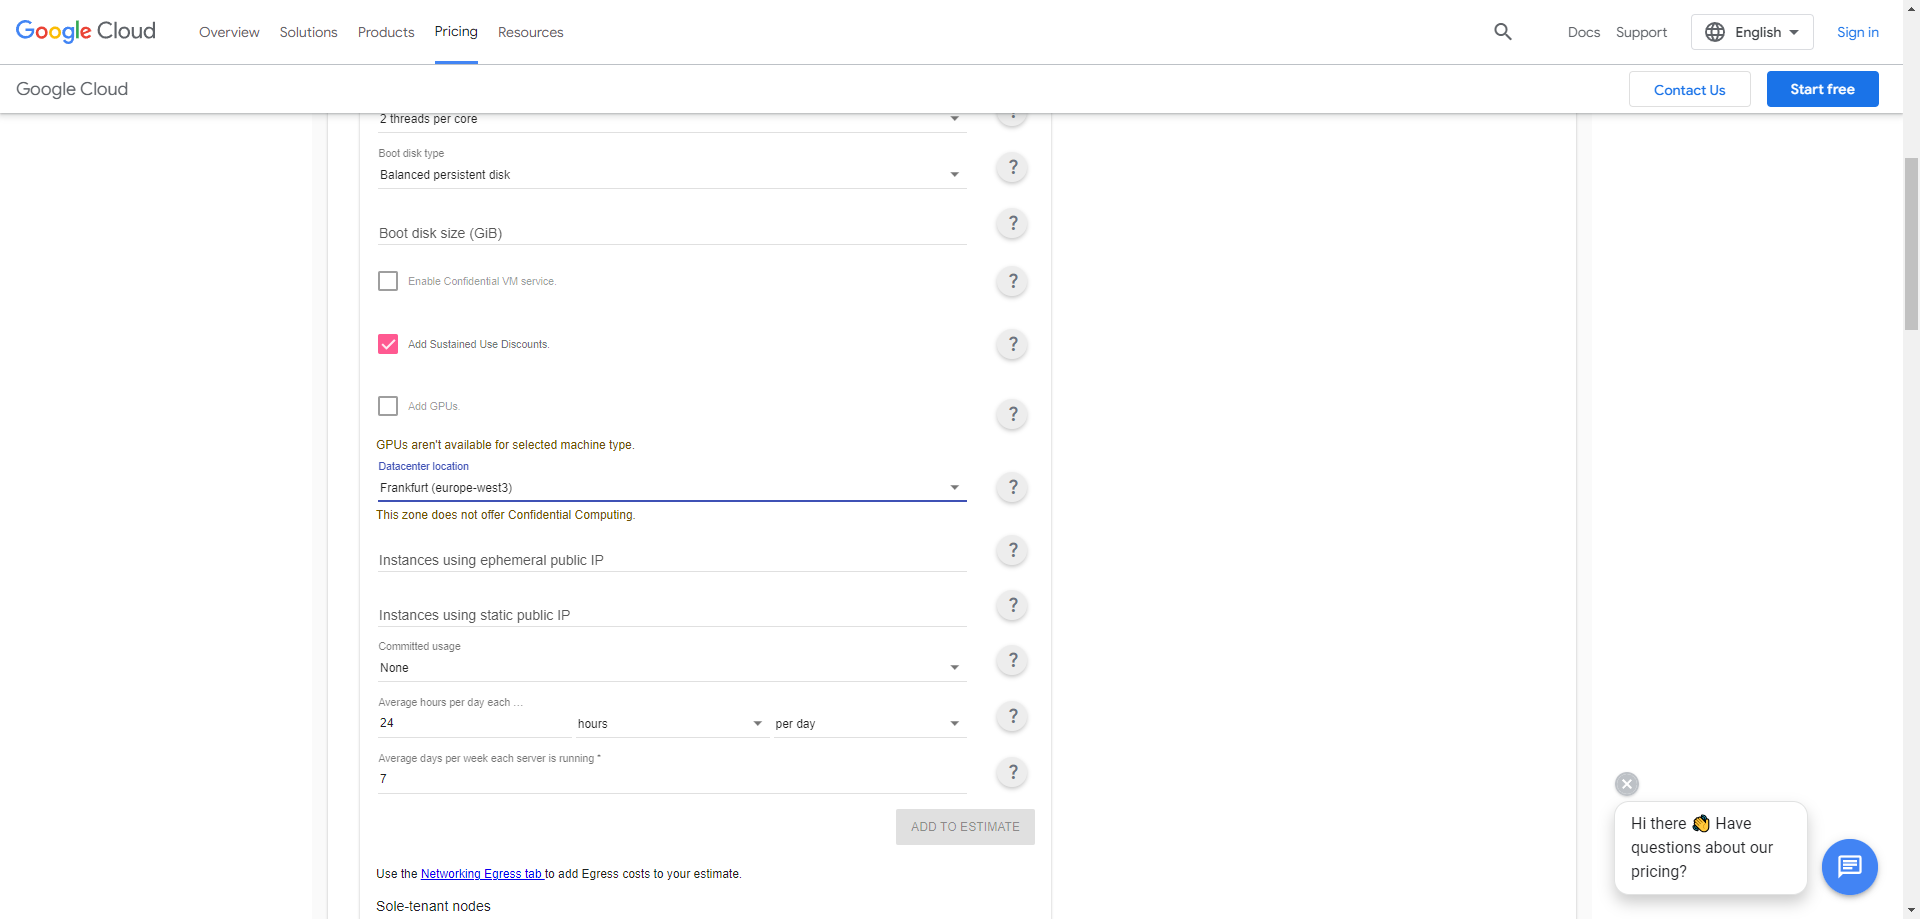 Google Cloud
Overview
Solutions
Products
Pricing
Resources
Docs
Support
English
Sign in
Google Cloud
Contact Us
Start free
2 threads per core
?
Boot disk type
Balanced persistent disk
?
Boot disk size (GiB)
?
Enable Confidential VM service.
?
Add Sustained Use Discounts.
?
Add GPUs.
?
GPUs aren't available for selected machine type.
Datacenter location
Frankfurt (europe-west3)
?
This zone does not offer Confidential Computing.
Instances using ephemeral public IP
?
Instances using static public IP
?
Committed usage
None
?
Average hours per day each ...
24
hours
per day
?
Average days per week each server is running *
7
?
ADD TO ESTIMATE
Use the Networking Egress tab to add Egress costs to your estimate.
Sole-tenant nodes
Hi there 👋 Have
questions about our
pricing?